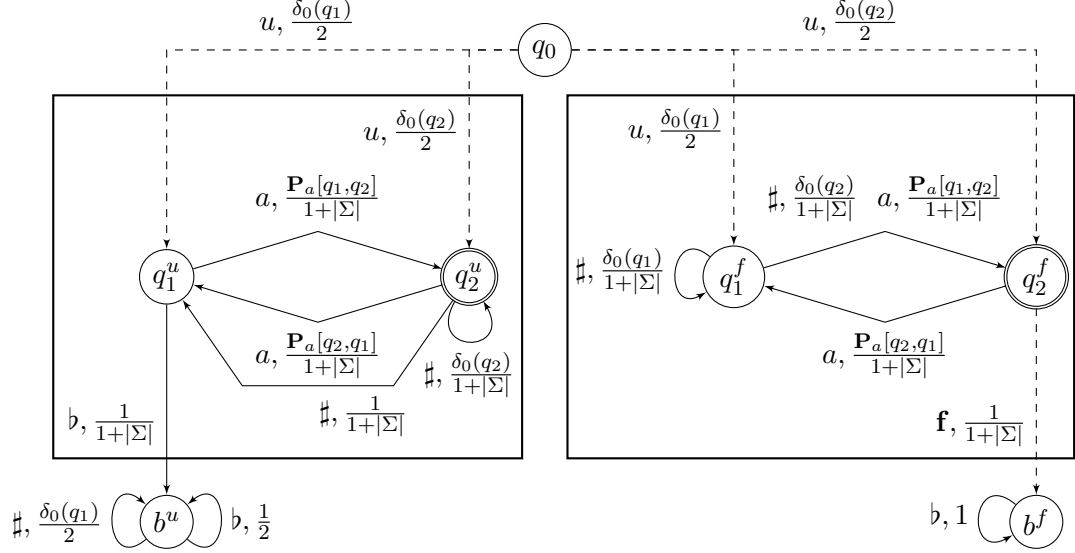 u, δ₀(q₁)/2
u, δ₀(q₂)/2
q₀
u, δ₀(q₂)/2
u, δ₀(q₁)/2
a, 𝐏ₐ[q₁,q₂]/1+|Σ|
♯, δ₀(q₂)/1+|Σ|
a, 𝐏ₐ[q₁,q₂]/1+|Σ|
q₁ᵘ
q₂ᵘ
♯, δ₀(q₁)/1+|Σ|
q₁ᶠ
q₂ᶠ
a, 𝐏ₐ[q₂,q₁]/1+|Σ|
♯, δ₀(q₂)/1+|Σ|
a, 𝐏ₐ[q₂,q₁]/1+|Σ|
♭, 1/1+|Σ|
♯, 1/1+|Σ|
𝐟, 1/1+|Σ|
♯, δ₀(q₁)/2
bᵘ
♭, 1/2
♭, 1
bᶠ